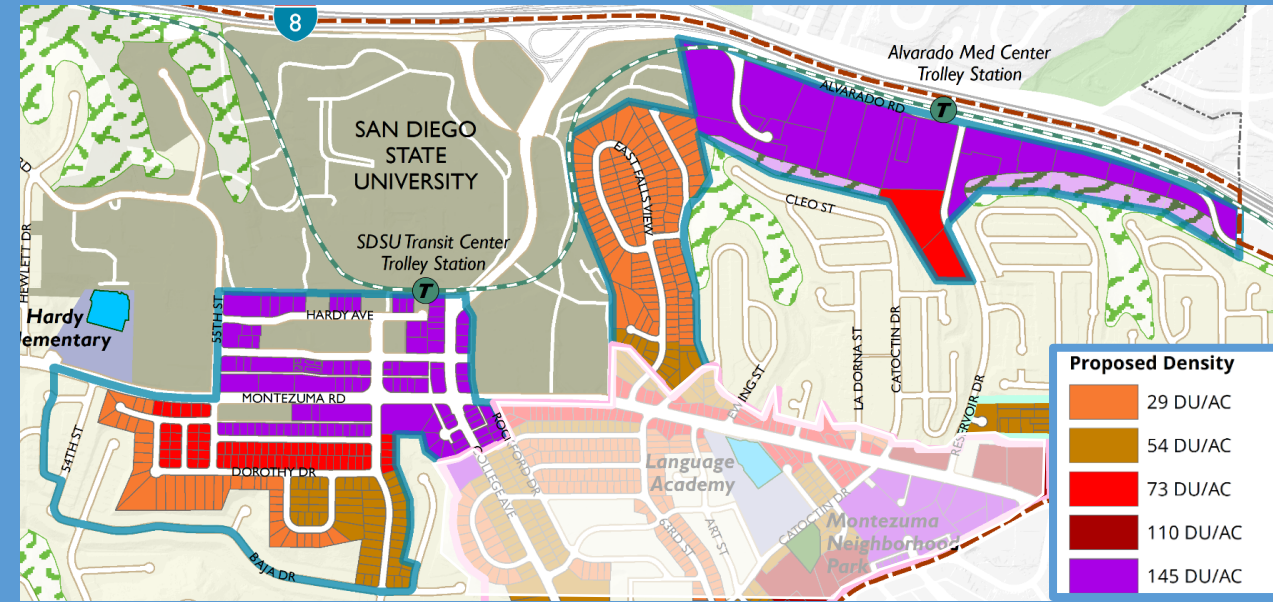 8
Alvarado Med Center
Trolley Station
T
ALVARADO RD
SAN DIEGO
STATE
UNIVERSITY
EAST FALLS VIEW
RD
CLEO ST
SDSU Transit Center
Trolley Station
T
HEWLETT DR
HARDY AVE
55TH ST
Hardy
lementary
LA DORNA ST
CATOCTIN DR
MONTEZUMA RD
EWING ST
RESERVOIR DR
54TH ST
DOROTHY DR
COLLEGE AVE
Language
Academy
63RD ST
ART ST
CATOCTIN DR
Montezuma
Neighborhood
Park
BAJA DR
Proposed Density
29 DU/AC
54 DU/AC
73 DU/AC
110 DU/AC
145 DU/AC